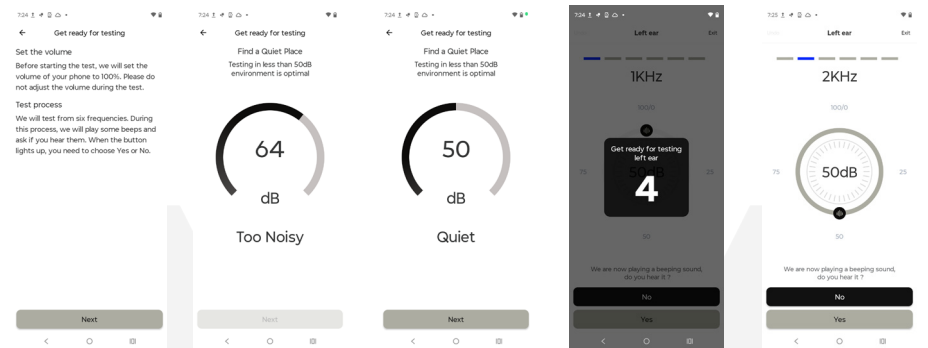 7:24
Get ready for testing
Set the volume
Before starting the test, we will set the
volume of your phone to 100%. Please do
not adjust the volume during the test.
Test process
We will test from six frequencies. During
this process, we will play some beeps and
ask if you hear them. When the button
lights up, you need to choose Yes or No.
Next
7:24
Get ready for testing
Find a Quiet Place
Testing in less than 50dB
environment is optimal
64
dB
Too Noisy
Next
7:24
Get ready for testing
Find a Quiet Place
Testing in less than 50dB
environment is optimal
50
dB
Quiet
Next
7:24
Left ear
Exit
1KHz
100/0
Get ready for testing
left ear
4
75
50dB
25
50
We are now playing a beeping sound,
do you hear it ?
No
Yes
7:25
Left ear
Exit
2KHz
100/0
75
50dB
25
50
We are now playing a beeping sound,
do you hear it ?
No
Yes